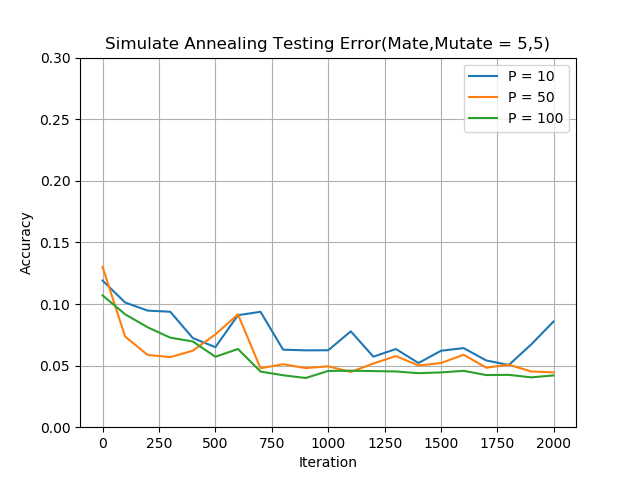 Simulate Annealing Testing Error(Mate,Mutate = 5,5)
P = 10
P = 50
P = 100
0.30
0.25
0.20
0.15
0.10
0.05
0.00
Accuracy
0 250 500 750 1000 1250 1500 1750 2000
Iteration